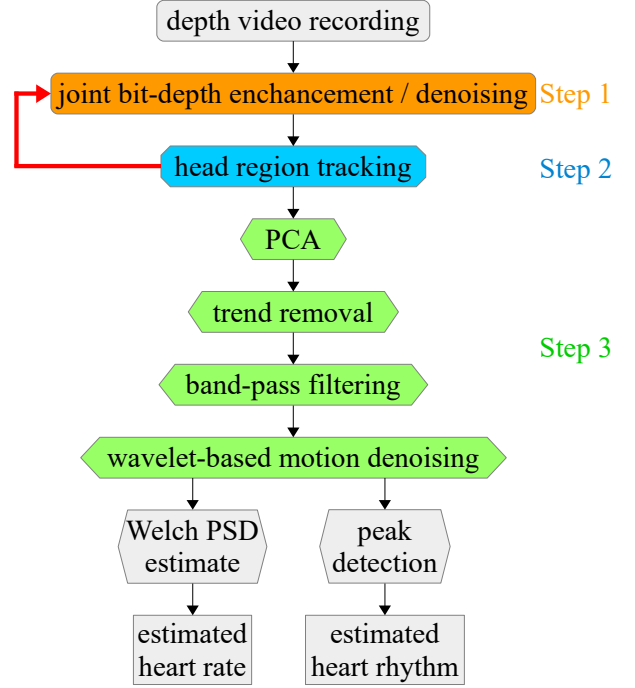 depth video recording
joint bit-depth enchancement / denoising
Step 1
head region tracking
Step 2
PCA
trend removal
Step 3
band-pass filtering
wavelet-based motion denoising
Welch PSD
estimate
peak
detection
estimated
heart rate
estimated
heart rhythm